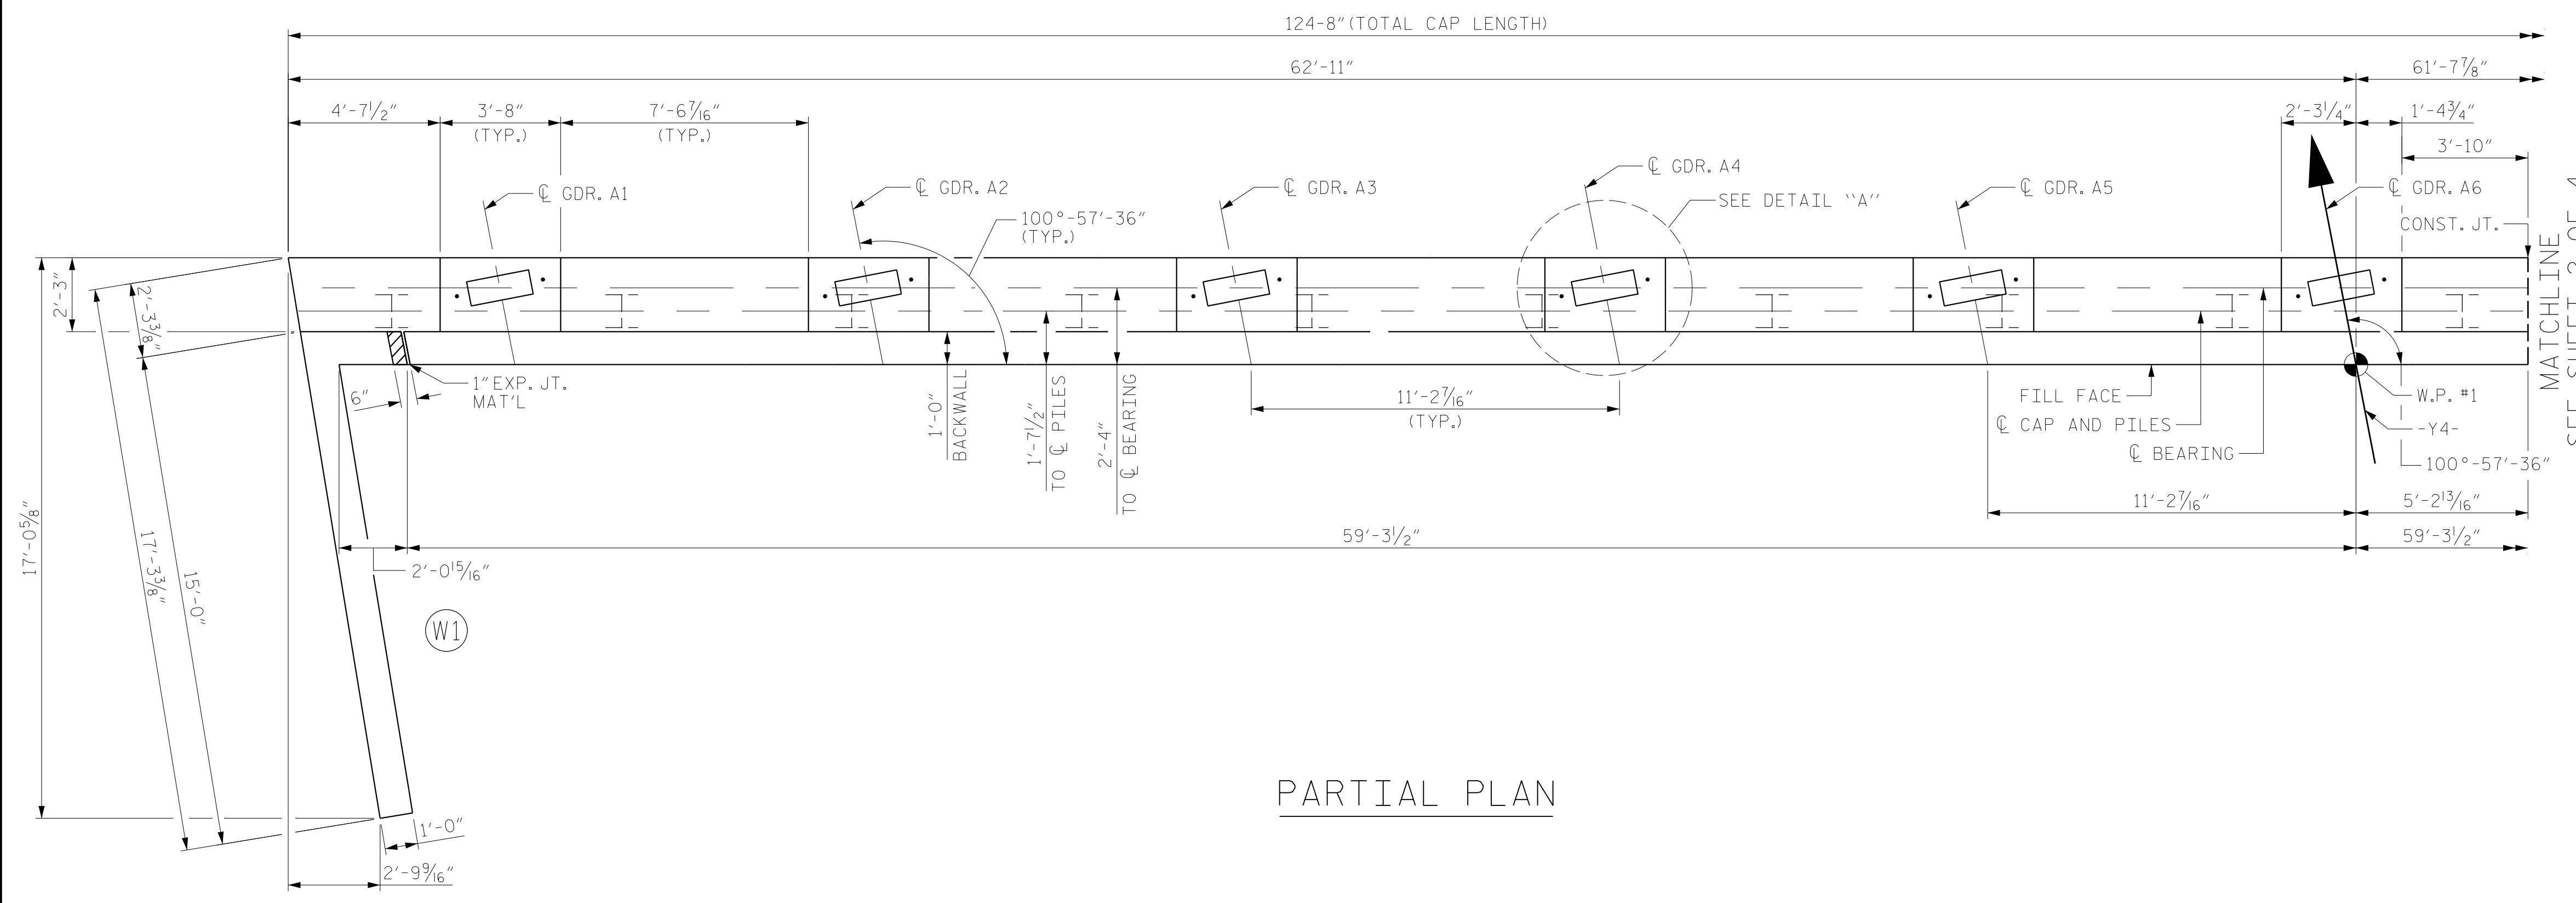 124-8"(TOTAL CAP LENGTH)
62'-11"
61'-7⅞"
4'-7½"
3'-8"
(TYP.)
7'-6⁷⁄₁₆"
(TYP.)
2'-3¼"
1'-4¾"
3'-10"
℄ GDR. A1
℄ GDR. A2
℄ GDR. A3
℄ GDR. A4
℄ GDR. A5
℄ GDR. A6
100°-57'-36"
(TYP.)
SEE DETAIL "A"
CONST. JT.
MATCHLINE
2'-3"
2'-3⅜"
1" EXP. JT.
MAT'L
6"
1'-0"
BACKWALL
1'-7½"
TO ℄ PILES
2'-4"
TO ℄ BEARING
11'-2⁷⁄₁₆"
(TYP.)
FILL FACE
℄ CAP AND PILES
℄ BEARING
W.P. #1
-Y4-
100°-57'-36"
11'-2⁷⁄₁₆"
5'-2¹³⁄₁₆"
59'-3½"
59'-3½"
2'-0¹⁵⁄₁₆"
17'-0⅝"
17'-3⅜"
15'-0"
W1
1'-0"
2'-9⁹⁄₁₆"
PARTIAL PLAN